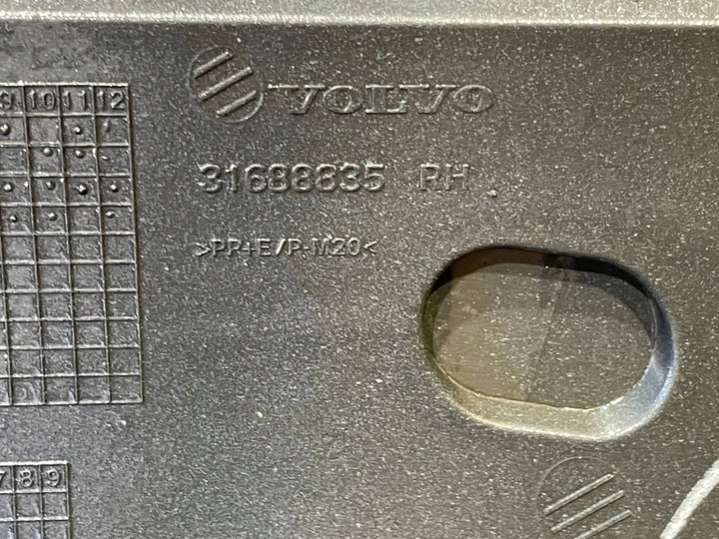 VOLVO
31688835 RH
>PP+E/P-M20<
9 10 11 12
7 8 9